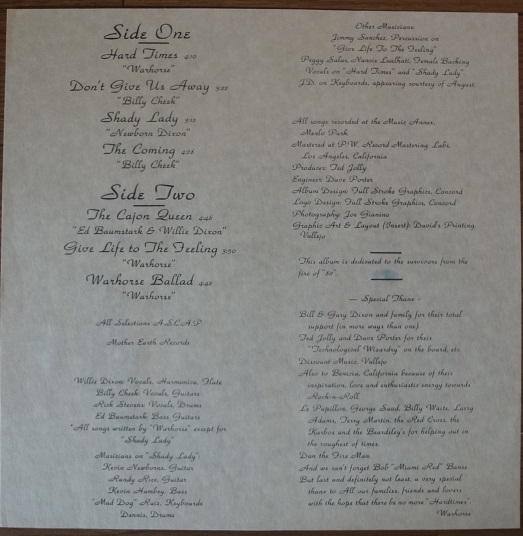 Side One
Hard Times
"Warhorse"
Don't Give Us Away
"Billy Cheek"
Shady Lady
"Newborn Dixon"
The Coming
"Billy Cheek"
Side Two
The Cajon Queen 4:48
"Ed Baumstark & Willie Dixon"
Give Life to The Feeling
"Warhorse"
Warhorse Ballad
"Warhorse"
All Selections A.S.C.A.P.
Mother Earth Records
Willie Dixon: Vocals, Harmonica, Flute
Billy Cheek: Vocals, Guitars
Rick Stevens: Vocals, Drums
Ed Baumstark: Bass Guitars
"All songs written by "Warhorse" except for
"Shady Lady"
Musicians on "Shady Lady":
Kevin Newborne, Guitar
Randy Rice, Guitar
Kevin Hambey, Bass
"Mad Dog" Ruis, Keyboards
Dennis, Drums
Other Musicians:
Jimmy Sanchez, Percussion on
"Give Life To The Feeling"
Peggy Salas, Nannie Lualhati, Female Backing
Vocals on "Hard Times" and "Shady Lady"
J.D. on Keyboards, appearing courtesy of August
All songs recorded at the Music Annex,
Menlo Park
Mastered at P.W. Record Mastering Labs,
Los Angeles, California
Producer: Ted Jolly
Engineer: Dave Porter
Album Design: Full Stroke Graphics, Concord
Logo Design: Full Stroke Graphics, Concord
Photography: Joe Gianino
Graphic Art & Layout (Insert): David's Printing,
Vallejo
This album is dedicated to the survivors from the
fire of
— Special Thanx -
Bill & Gary Dixon and family for their total
support (in more ways than one)
Ted Jolly and Dave Porter for their
"Technological Wizardry" on the board, etc.
Discount Music, Vallejo
Also to Benicia, California because of their
inspiration, love and enthusiastic energy towards
Rock-n-Roll
Le Papillon, George Saud, Billy Waite, Larry
Adams, Terry Martin, the Red Cross, the
Karbos and the Beardsley's for helping out in
the roughest of times.
Dan the Fire Man
And we can't forget Bob "Miami Red" Banse
But last and definitely not least, a very special
thanx to All our families, friends and lovers
with the hope that there be no more "Hardtimes".
Warhorse